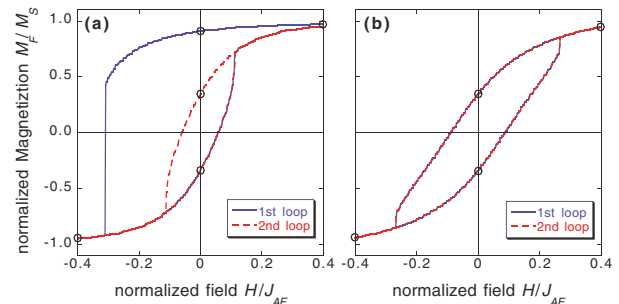 (a)
(b)
normalized Magnetiztion M_F/M_S
1.0
0.5
0.0
-0.5
-1.0
1st loop
2nd loop
1st loop
2nd loop
-0.4 -0.2 0 0.2 0.4
-0.4 -0.2 0 0.2 0.4
normalized field H/J_AF
normalized field H/J_AF